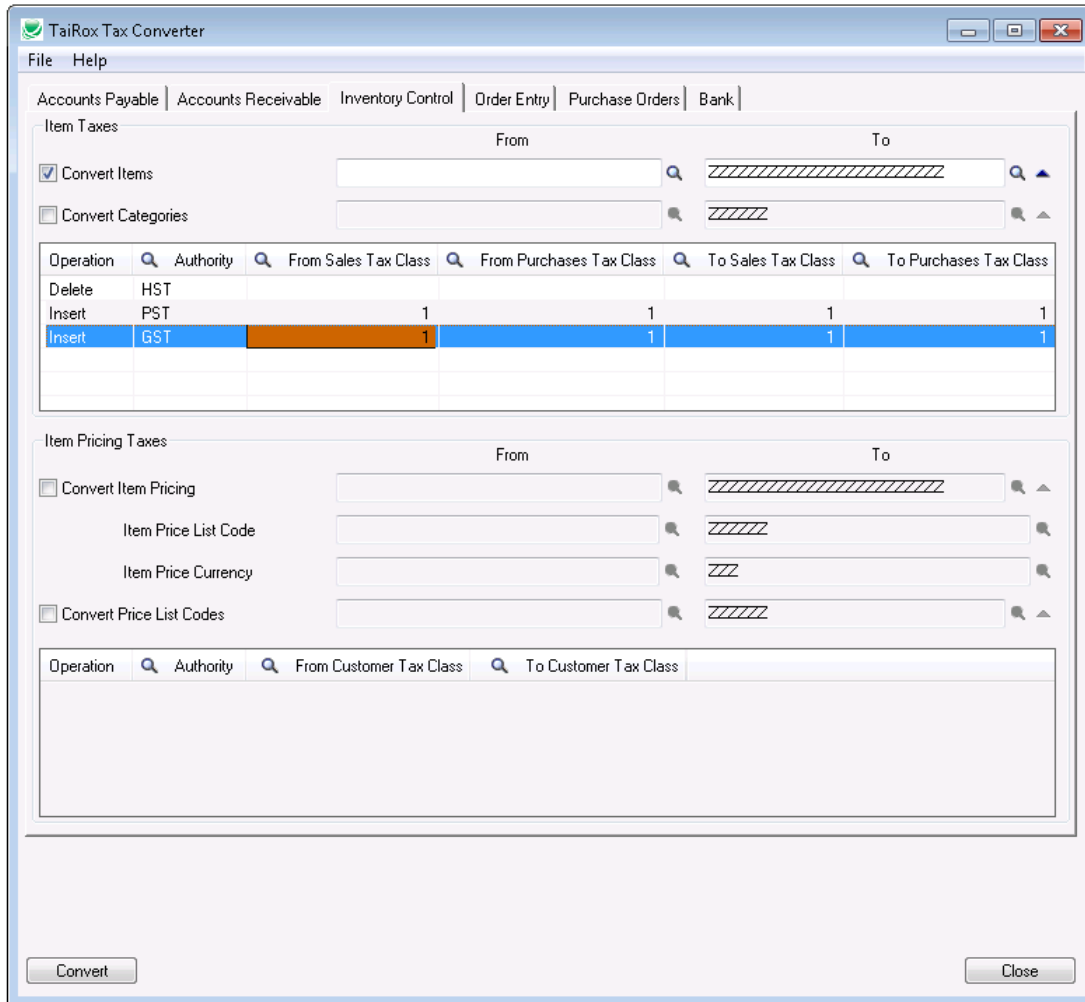 TaiRox Tax Converter
File Help
Accounts Payable Accounts Receivable Inventory Control Order Entry Purchase Orders Bank
Item Taxes
From To
Convert Items ZZZZZZZZZZZZZZZZZZZZZZZZ
Convert Categories ZZZZZZ
Operation Authority From Sales Tax Class From Purchases Tax Class To Sales Tax Class To Purchases Tax Class
Delete HST
Insert PST 1 1 1 1
Insert GST 1 1 1 1
Item Pricing Taxes
From To
Convert Item Pricing ZZZZZZZZZZZZZZZZZZZZZZZZ
Item Price List Code ZZZZZZ
Item Price Currency ZZZ
Convert Price List Codes ZZZZZZ
Operation Authority From Customer Tax Class To Customer Tax Class
Convert Close